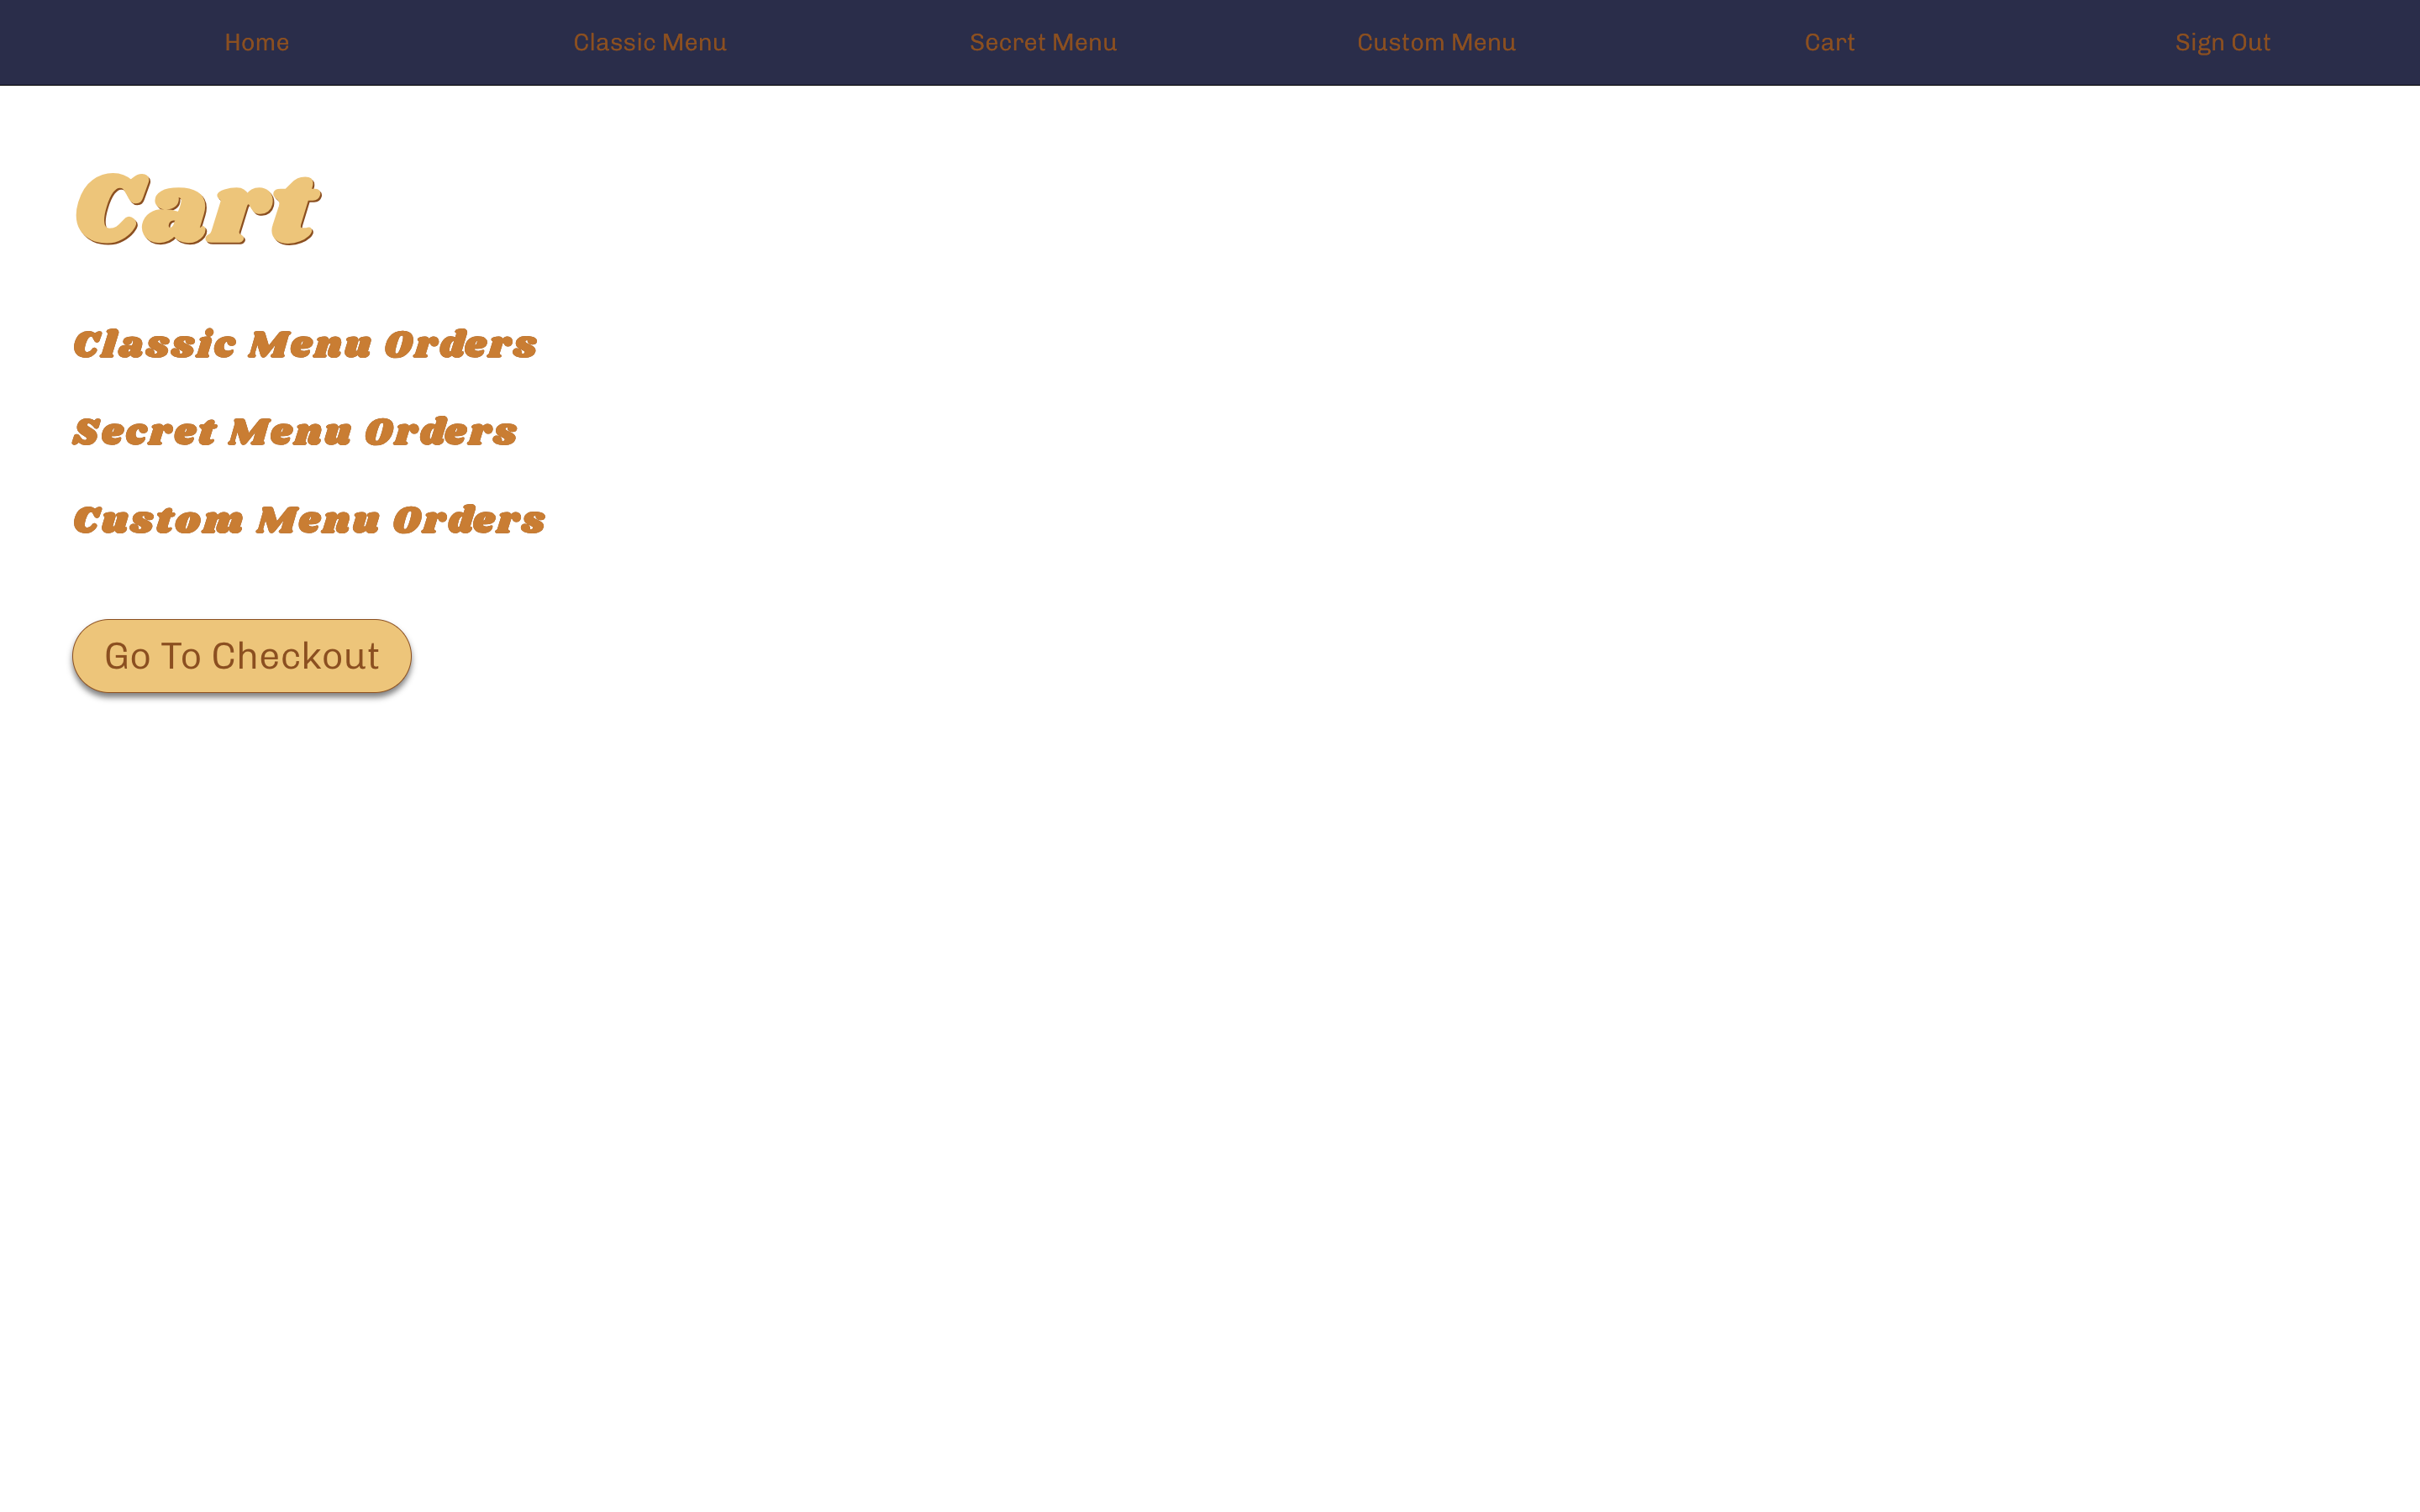 Home Classic Menu Secret Menu Custom Menu Cart Sign Out
Cart
Classic Menu Orders
Secret Menu Orders
Custom Menu Orders
Go To Checkout